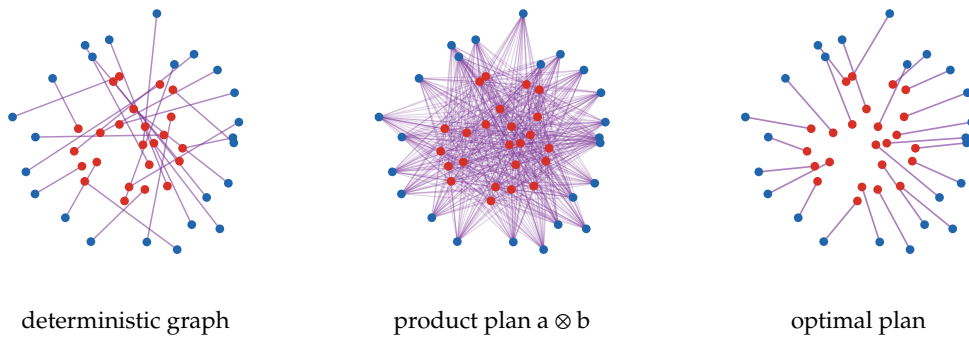 deterministic graph
product plan a ⊗ b
optimal plan